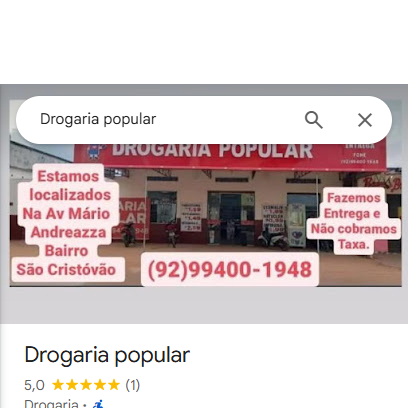 Drogaria popular
DROGARIA POPULAR
ENTREGA
Estamos
localizados
Na Av Mário
Andreazza
Bairro
São Cristóvão
Fazemos
Entrega e
Não cobramos
Taxa.
(92)99400-1948
Drogaria popular
5,0 ★★★★★ (1)
Drogaria ·